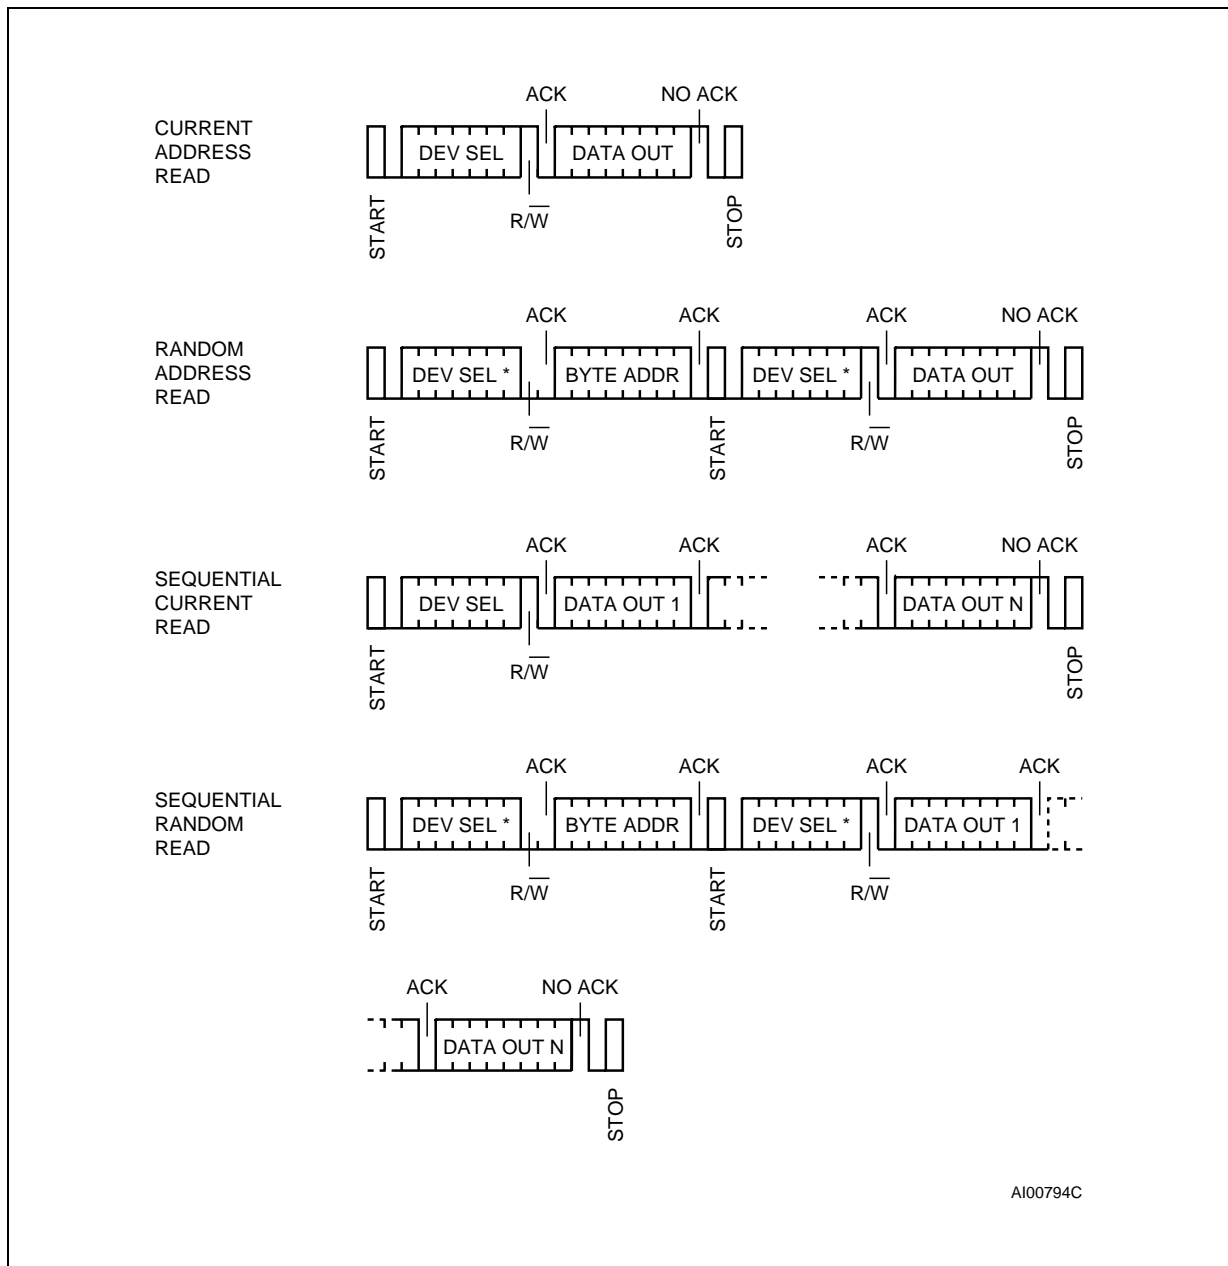 ACK NO ACK
CURRENT
ADDRESS
READ
DEV SEL DATA OUT
START R/W STOP
ACK ACK ACK NO ACK
RANDOM
ADDRESS
READ
DEV SEL * BYTE ADDR DEV SEL * DATA OUT
START R/W START R/W STOP
ACK ACK ACK NO ACK
SEQUENTIAL
CURRENT
READ
DEV SEL DATA OUT 1 DATA OUT N
START R/W STOP
ACK ACK ACK ACK
SEQUENTIAL
RANDOM
READ
DEV SEL * BYTE ADDR DEV SEL * DATA OUT 1
START R/W START R/W
ACK NO ACK
DATA OUT N
STOP
AI00794C